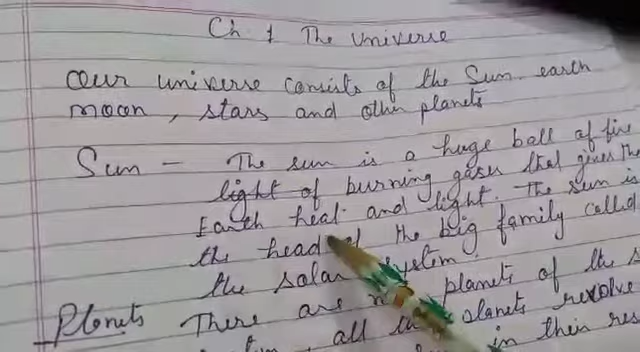 Ch 1 The Universe
Our universe consists of the Sun earth
moon, stars and other planets
Sun - The sun is a huge ball of fire
light of burning gases that gives the
Earth heat and light. The sun is
the head of the big family called
the solar system.
Planets There are planets of the s
all planets revolve
in their res